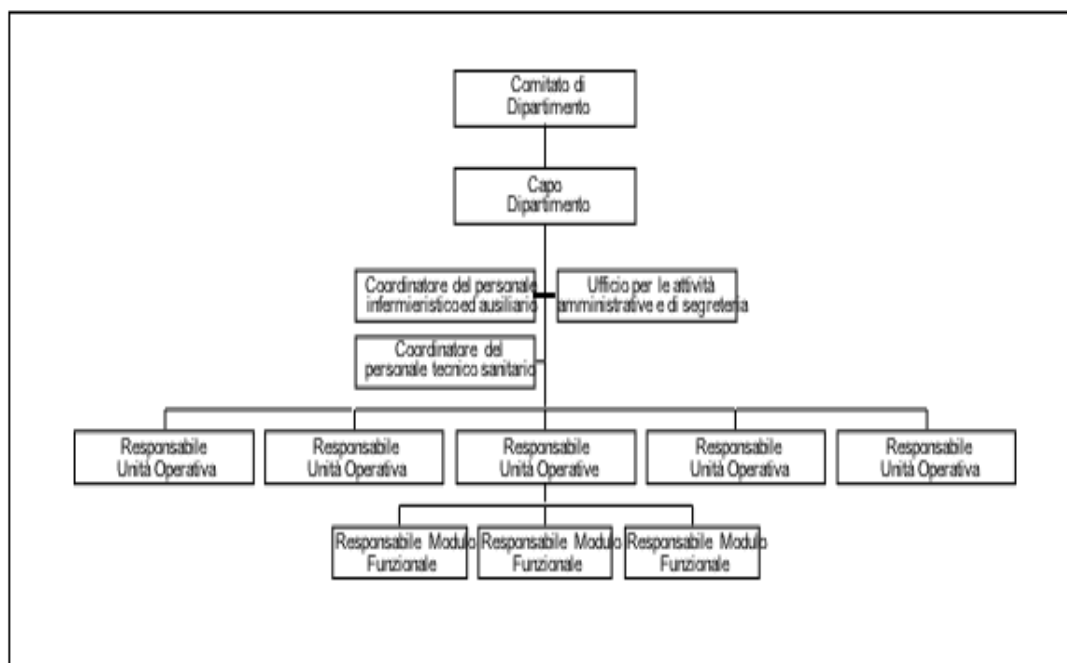 Comitato di
Dipartimento
Capo
Dipartimento
Coordinatore del personale
infermieristico ed ausiliario
Ufficio per le attività
amministrative e di segreteria
Coordinatore del
personale tecnico sanitario
Responsabile
Unità Operativa
Responsabile
Unità Operativa
Responsabile
Unità Operative
Responsabile
Unità Operativa
Responsabile
Unità Operativa
Responsabile Modulo
Funzionale
Responsabile Modulo
Funzionale
Responsabile Modulo
Funzionale